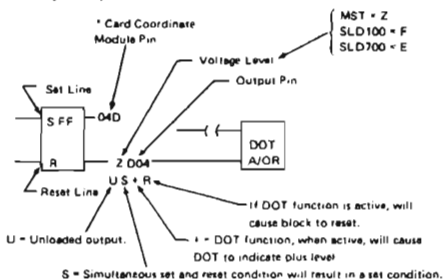 * Card Coordinate
Module Pin
MST = Z
SLD100 = F
SLD700 = E
Voltage Level
Output Pin
Set Line
S FF
04D
DOT
A/OR
R
Z D04
U S + R
Reset Line
If DOT function is active, will
cause block to reset.
U = Unloaded output.
+ = DOT function, when active, will cause
DOT to indicate plus level
S = Simultaneous set and reset condition will result in a set condition.